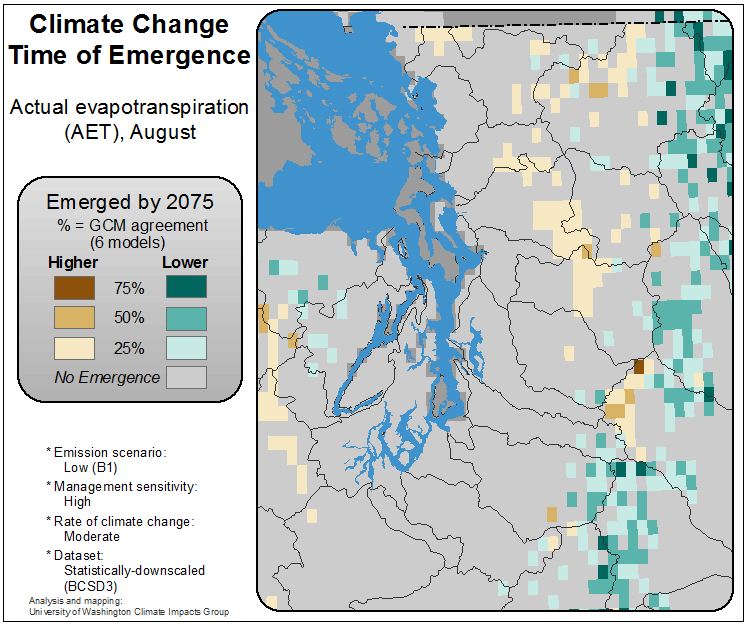 Climate Change
Time of Emergence
Actual evapotranspiration
(AET), August
Emerged by 2075
% = GCM agreement
(6 models)
Higher Lower
75%
50%
25%
No Emergence
* Emission scenario:
Low (B1)
* Management sensitivity:
High
* Rate of climate change:
Moderate
* Dataset:
Statistically-downscaled
(BCSD3)
Analysis and mapping:
University of Washington Climate Impacts Group